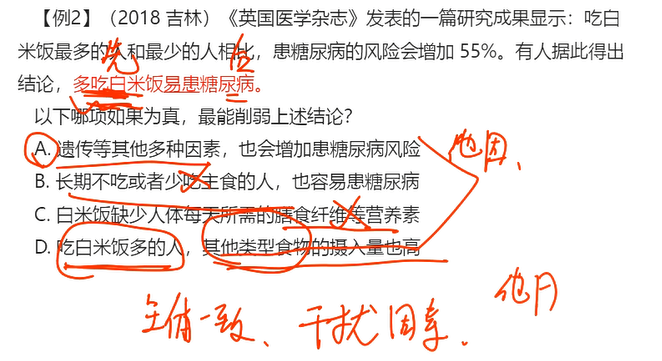 【例2】（2018 吉林）《英国医学杂志》发表的一篇研究成果显示：吃白
米饭最多的人和最少的人相比，患糖尿病的风险会增加 55%。有人据此得出
结论，多吃白米饭易患糖尿病。
以下哪项如果为真，最能削弱上述结论？
A. 遗传等其他多种因素，也会增加患糖尿病风险
他因、
B. 长期不吃或者少吃主食的人，也容易患糖尿病
C. 白米饭缺少人体每天所需的膳食纤维等营养素
D. 吃白米饭多的人，其他类型食物的摄入量也高
一致、干扰因素.